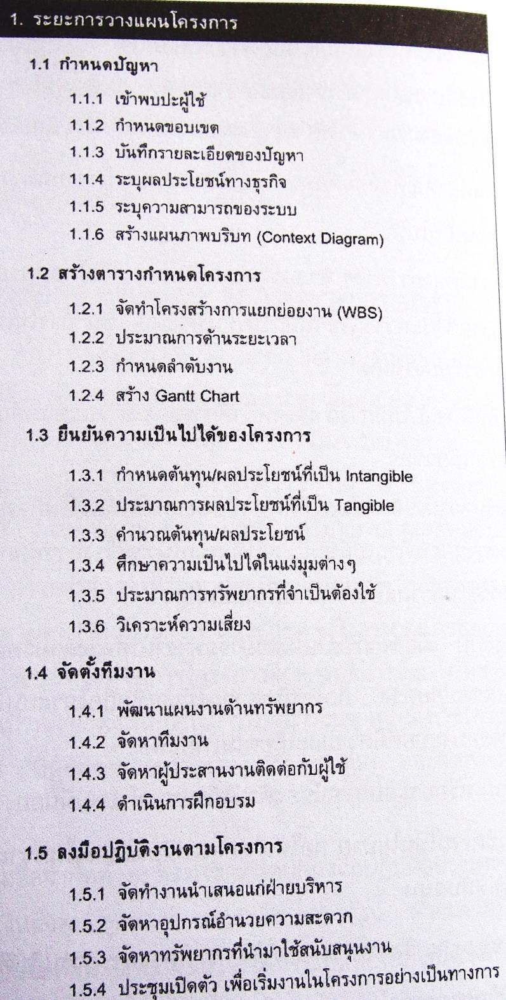 1. ระยะการวางแผนโครงการ
1.1 กำหนดปัญหา
1.1.1 เข้าพบปะผู้ใช้
1.1.2 กำหนดขอบเขต
1.1.3 บันทึกรายละเอียดของปัญหา
1.1.4 ระบุผลประโยชน์ทางธุรกิจ
1.1.5 ระบุความสามารถของระบบ
1.1.6 สร้างแผนภาพบริบท (Context Diagram)
1.2 สร้างตารางกำหนดโครงการ
1.2.1 จัดทำโครงสร้างการแยกย่อยงาน (WBS)
1.2.2 ประมาณการด้านระยะเวลา
1.2.3 กำหนดลำดับงาน
1.2.4 สร้าง Gantt Chart
1.3 ยืนยันความเป็นไปได้ของโครงการ
1.3.1 กำหนดต้นทุน/ผลประโยชน์ที่เป็น Intangible
1.3.2 ประมาณการผลประโยชน์ที่เป็น Tangible
1.3.3 คำนวณต้นทุน/ผลประโยชน์
1.3.4 ศึกษาความเป็นไปได้ในแง่มุมต่างๆ
1.3.5 ประมาณการทรัพยากรที่จำเป็นต้องใช้
1.3.6 วิเคราะห์ความเสี่ยง
1.4 จัดตั้งทีมงาน
1.4.1 พัฒนาแผนงานด้านทรัพยากร
1.4.2 จัดหาทีมงาน
1.4.3 จัดหาผู้ประสานงานติดต่อกับผู้ใช้
1.4.4 ดำเนินการฝึกอบรม
1.5 ลงมือปฏิบัติงานตามโครงการ
1.5.1 จัดทำงานนำเสนอแก่ฝ่ายบริหาร
1.5.2 จัดหาอุปกรณ์อำนวยความสะดวก
1.5.3 จัดหาทรัพยากรที่นำมาใช้สนับสนุนงาน
1.5.4 ประชุมเปิดตัว เพื่อเริ่มงานในโครงการอย่างเป็นทางการ